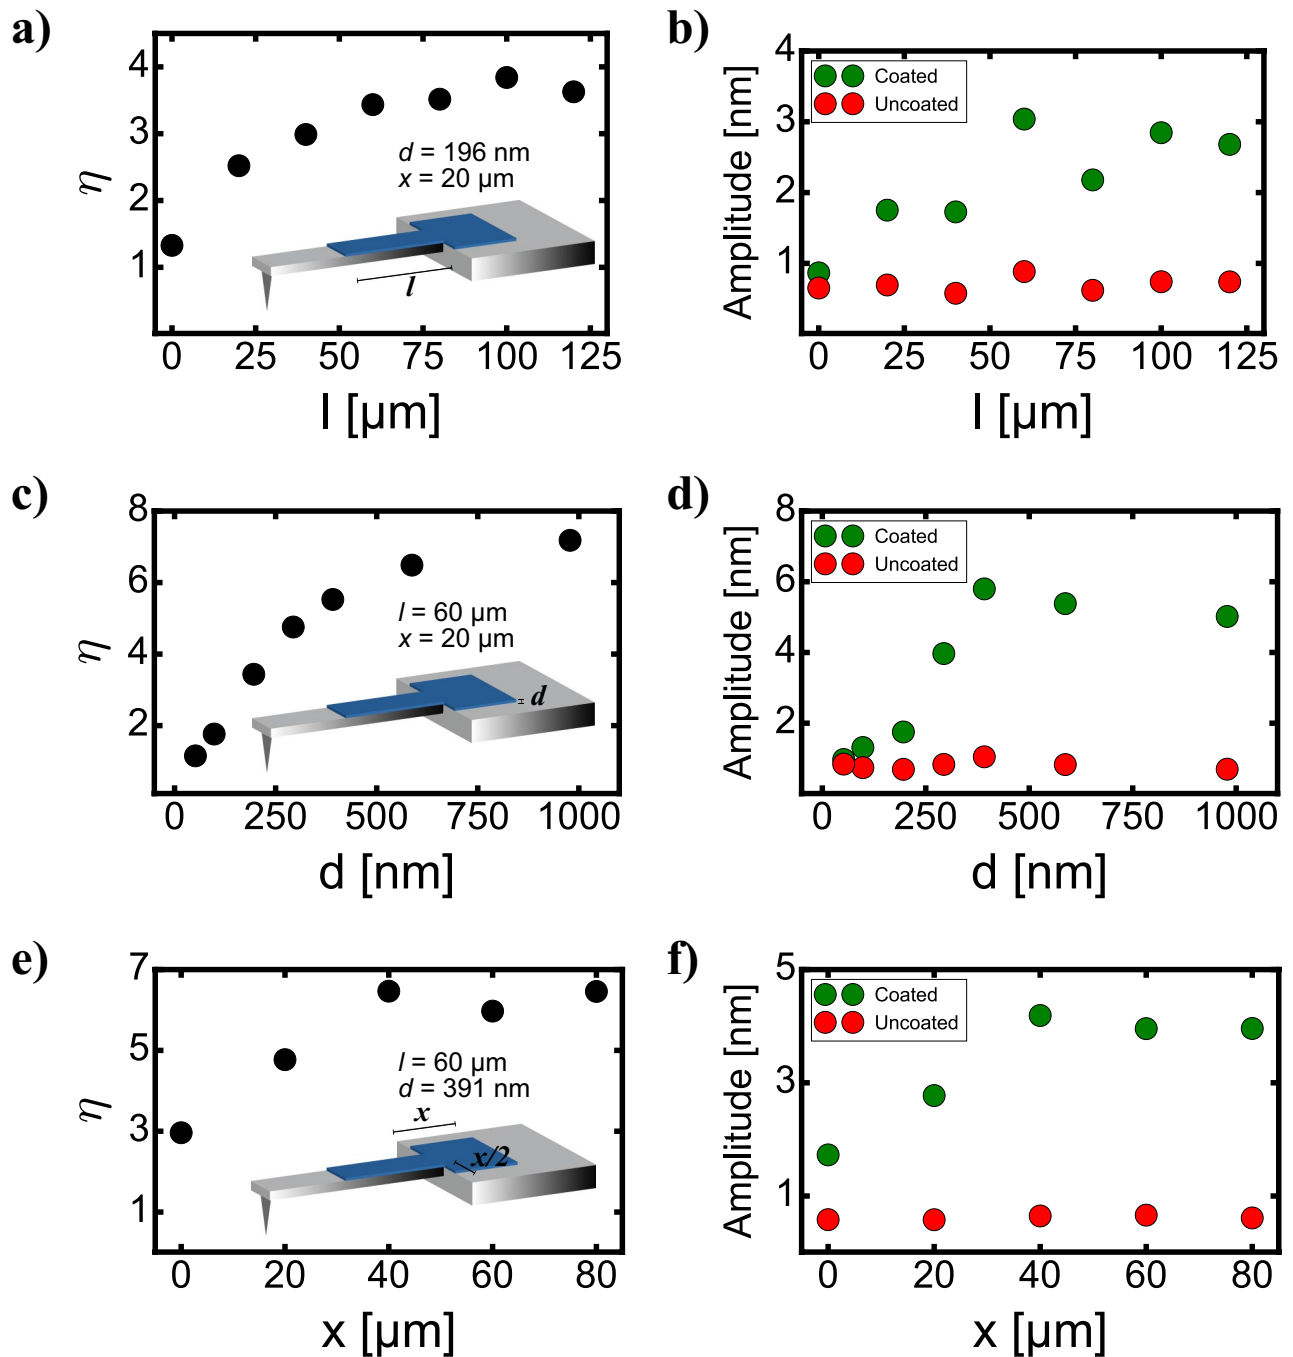 a)
η
4
3
2
1
d = 196 nm
x = 20 μm
l
0 25 50 75 100 125
l [μm]
b)
Amplitude [nm]
4
3
2
1
Coated
Uncoated
0 25 50 75 100 125
l [μm]
c)
η
8
6
4
2
l = 60 μm
x = 20 μm
d
0 250 500 750 1000
d [nm]
d)
Amplitude [nm]
8
6
4
2
Coated
Uncoated
0 250 500 750 1000
d [nm]
e)
η
7
5
3
1
l = 60 μm
d = 391 nm
x
x/2
0 20 40 60 80
x [μm]
f)
Amplitude [nm]
5
3
1
Coated
Uncoated
0 20 40 60 80
x [μm]